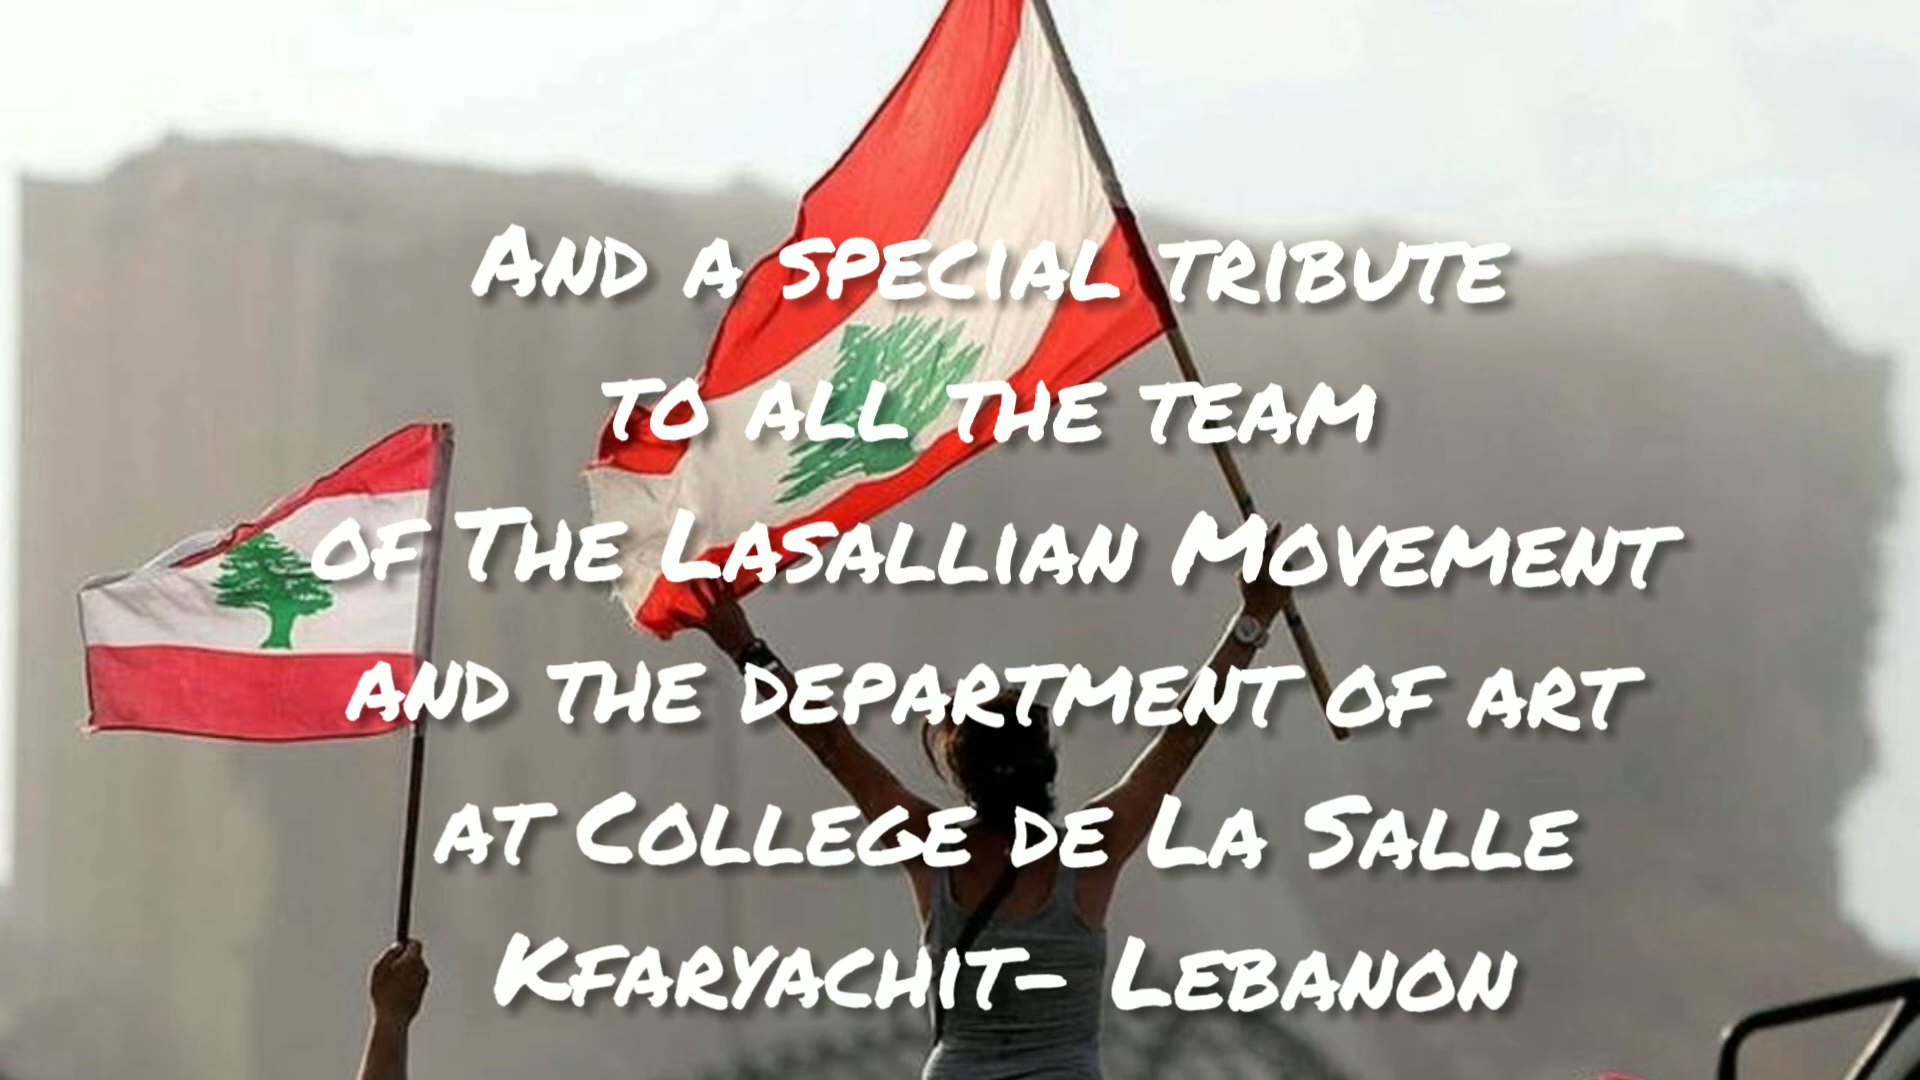 And a special tribute
to all the team
of The Lasallian Movement
and the department of art
at College de La Salle
Kfaryachit- Lebanon